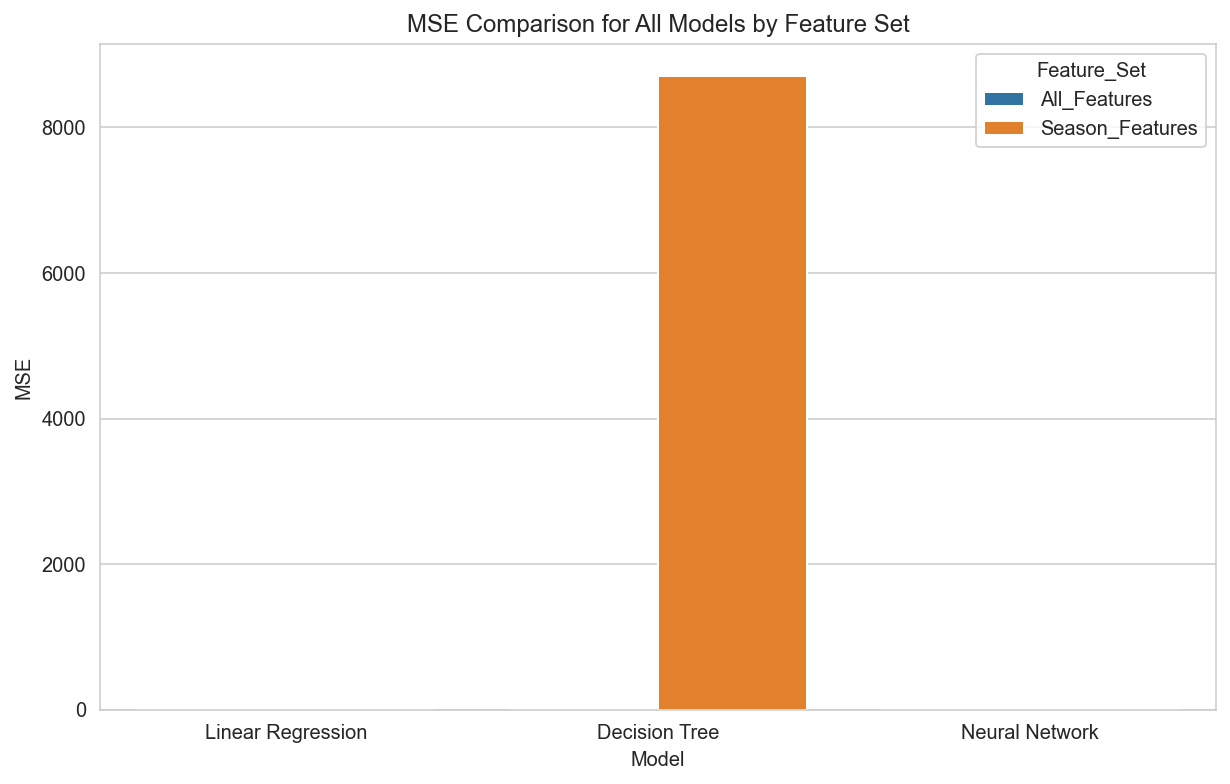 MSE Comparison for All Models by Feature Set
Feature_Set
All_Features
Season_Features
8000
6000
4000
2000
0
MSE
Linear Regression
Decision Tree
Neural Network
Model